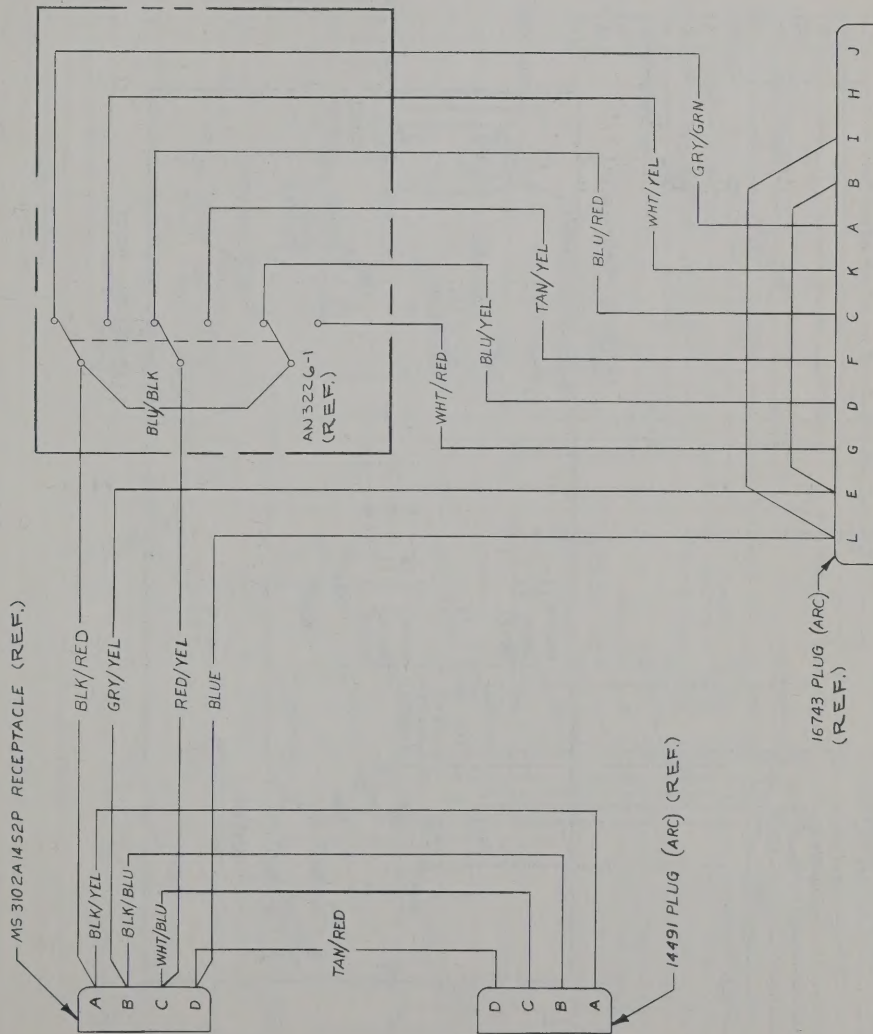 MS 3102A14S2P RECEPTACLE (REF.)
A
B
C
D
BLK/RED
GRY/YEL
RED/YEL
BLUE
BLK/YEL
BLK/BLU
WHT/BLU
TAN/RED
D
C
B
A
14491 PLUG (ARC) (REF.)
BLU/BLK
AN3226-1
(REF.)
WHT/RED
BLU/YEL
TAN/YEL
BLU/RED
WHT/YEL
GRY/GRN
L E G D F C K A B I H J
16743 PLUG (ARC)
(REF.)